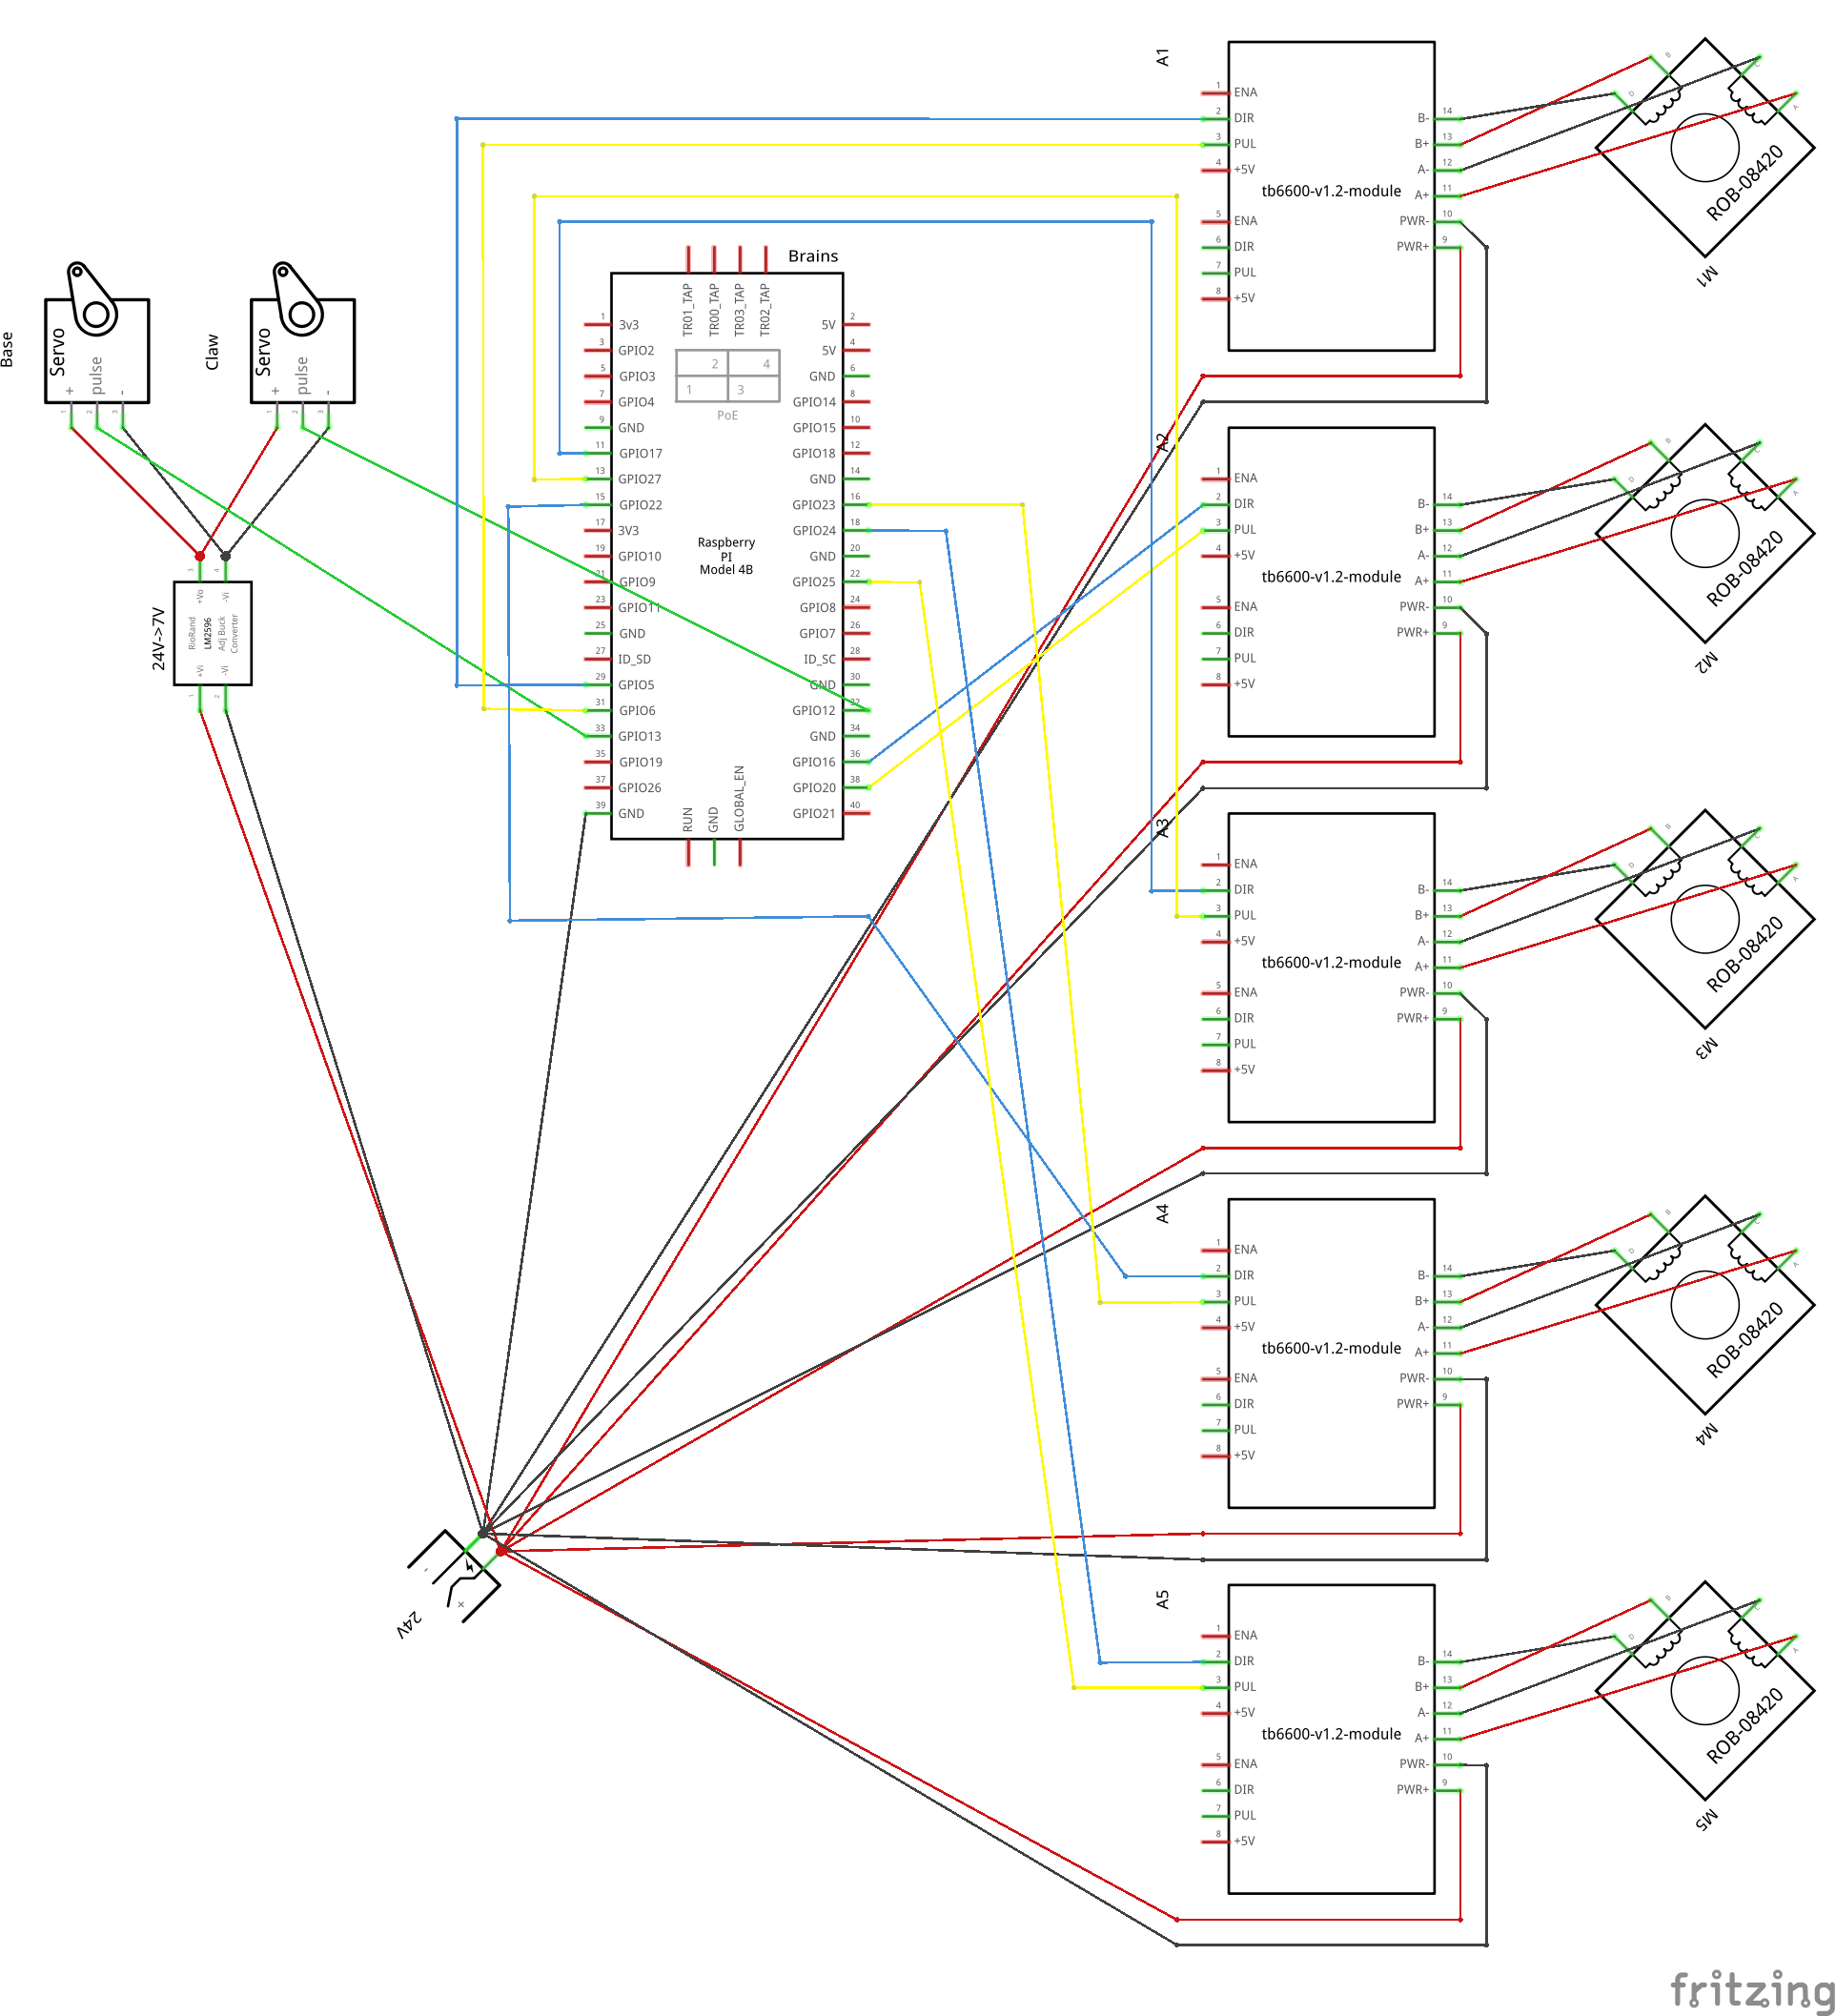 Base
Servo
+
pulse
-
1
2
3
Claw
Servo
+
pulse
-
1
2
3
24V->7V
3
4
+Vo
-Vi
RioRand
LM2596
Adj Buck
Converter
+Vi
-Vi
1
2
Brains
TR01_TAP
TR00_TAP
TR03_TAP
TR02_TAP
2
4
1
3
PoE
Raspberry
PI
Model 4B
1 3v3
3 GPIO2
5 GPIO3
7 GPIO4
9 GND
11 GPIO17
13 GPIO27
15 GPIO22
17 3V3
19 GPIO10
21 GPIO9
23 GPIO11
25 GND
27 ID_SD
29 GPIO5
31 GPIO6
33 GPIO13
35 GPIO19
37 GPIO26
39 GND
5V 2
5V 4
GND 6
GPIO14 8
GPIO15 10
GPIO18 12
GND 14
GPIO23 16
GPIO24 18
GND 20
GPIO25 22
GPIO8 24
GPIO7 26
ID_SC 28
GND 30
GPIO12 32
GND 34
GPIO16 36
GPIO20 38
GPIO21 40
RUN
GND
GLOBAL_EN
24V
-
+
A1
1 ENA
2 DIR
3 PUL
4 +5V
tb6600-v1.2-module
5 ENA
6 DIR
7 PUL
8 +5V
B- 14
B+ 13
A- 12
A+ 11
PWR- 10
PWR+ 9
B
C
D
A
ROB-08420
M1
A2
1 ENA
2 DIR
3 PUL
4 +5V
tb6600-v1.2-module
5 ENA
6 DIR
7 PUL
8 +5V
B- 14
B+ 13
A- 12
A+ 11
PWR- 10
PWR+ 9
B
C
D
A
ROB-08420
M2
A3
1 ENA
2 DIR
3 PUL
4 +5V
tb6600-v1.2-module
5 ENA
6 DIR
7 PUL
8 +5V
B- 14
B+ 13
A- 12
A+ 11
PWR- 10
PWR+ 9
B
C
D
A
ROB-08420
M3
A4
1 ENA
2 DIR
3 PUL
4 +5V
tb6600-v1.2-module
5 ENA
6 DIR
7 PUL
8 +5V
B- 14
B+ 13
A- 12
A+ 11
PWR- 10
PWR+ 9
B
C
D
A
ROB-08420
M4
A5
1 ENA
2 DIR
3 PUL
4 +5V
tb6600-v1.2-module
5 ENA
6 DIR
7 PUL
8 +5V
B- 14
B+ 13
A- 12
A+ 11
PWR- 10
PWR+ 9
B
C
D
A
ROB-08420
M5
fritzing